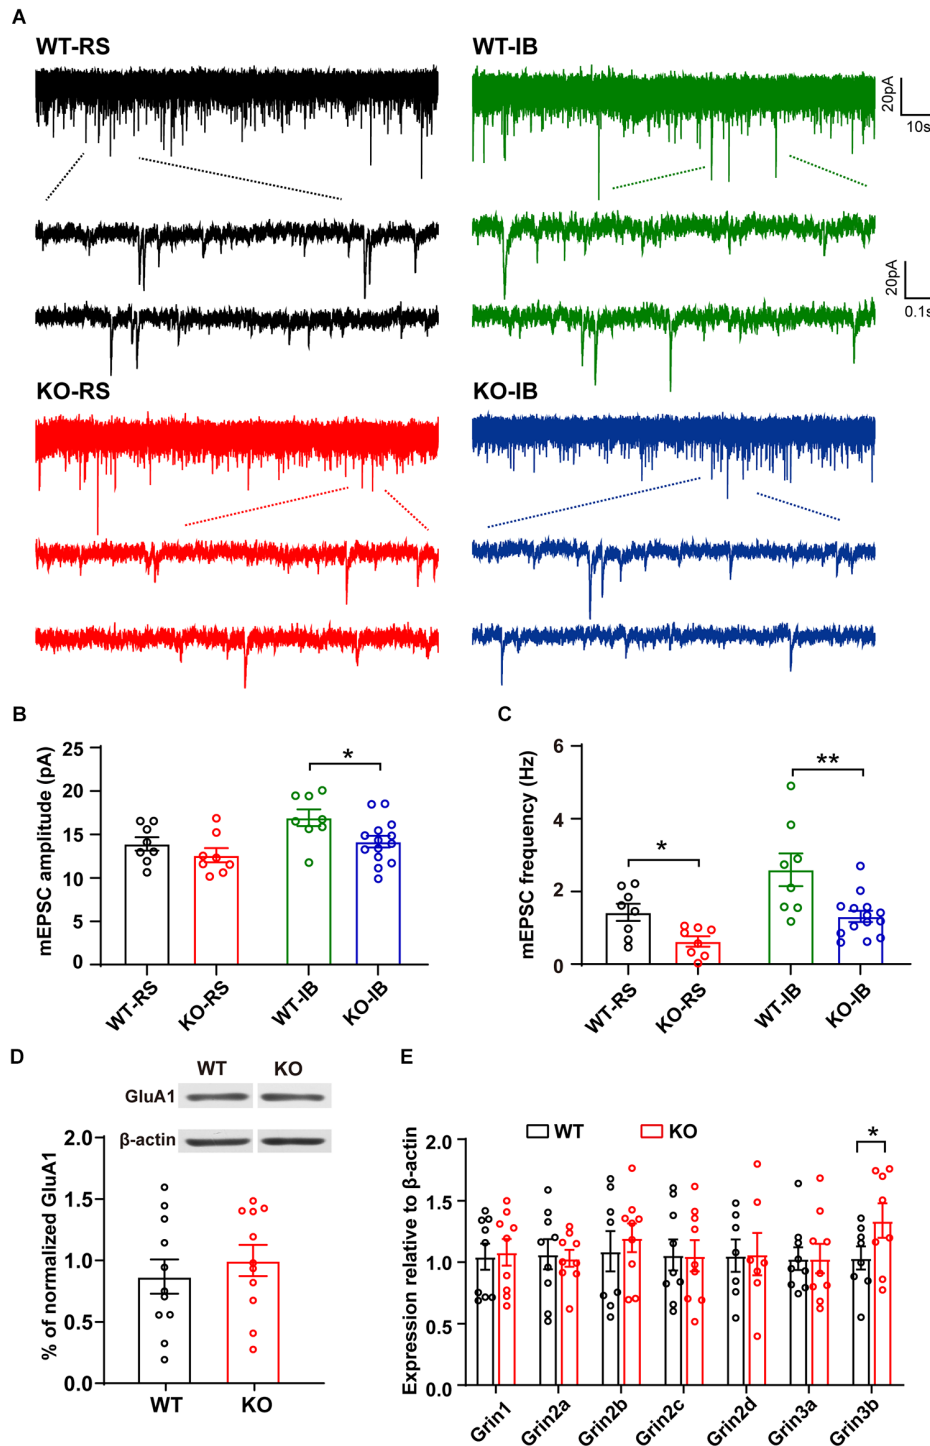 A
WT-RS
WT-IB
20pA
10s
20pA
0.1s
KO-RS
KO-IB
B
mEPSC amplitude (pA)
25
20
15
10
5
0
*
WT-RS
KO-RS
WT-IB
KO-IB
C
mEPSC frequency (Hz)
6
4
2
0
*
**
WT-RS
KO-RS
WT-IB
KO-IB
D
WT KO
GluA1
β-actin
% of normalized GluA1
2.0
1.5
1.0
0.5
0.0
WT KO
E
WT KO
Expression relative to β-actin
2.0
1.5
1.0
0.5
0.0
*
Grin1
Grin2a
Grin2b
Grin2c
Grin2d
Grin3a
Grin3b